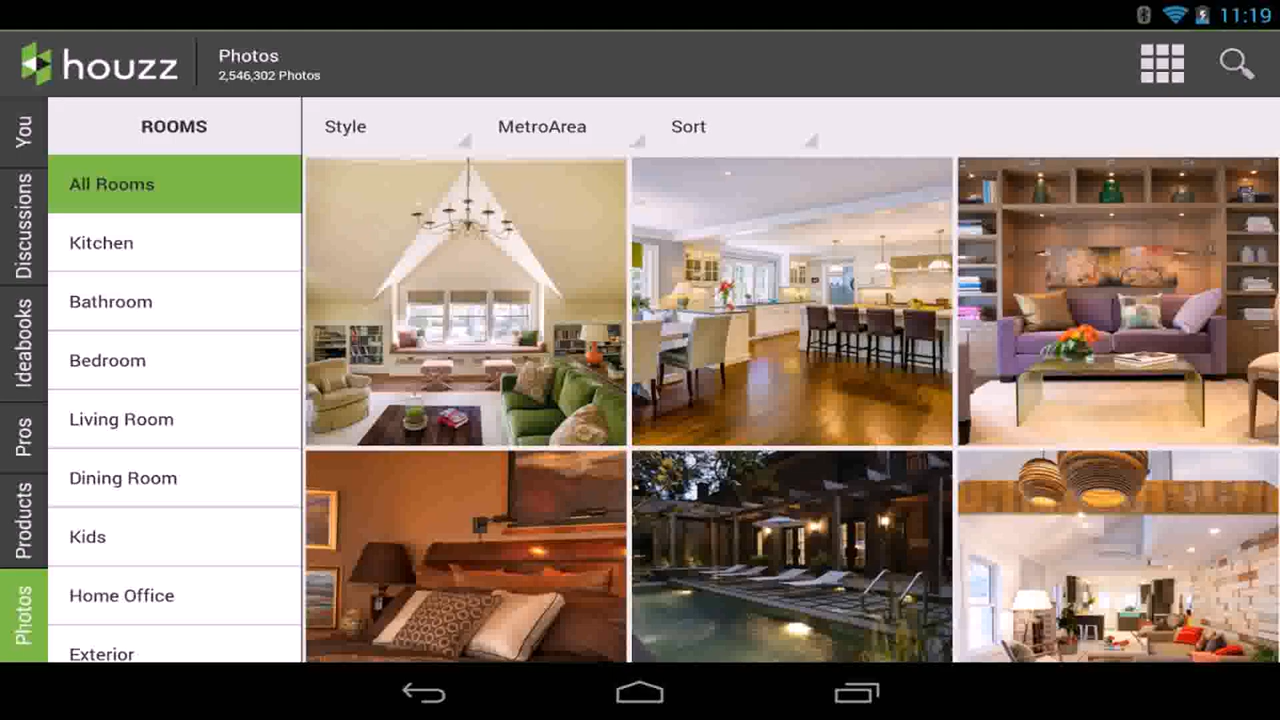 11:19
houzz
Photos
2,546,302 Photos
You
Discussions
Ideabooks
Pros
Products
Photos
ROOMS
All Rooms
Kitchen
Bathroom
Bedroom
Living Room
Dining Room
Kids
Home Office
Exterior
Style
MetroArea
Sort